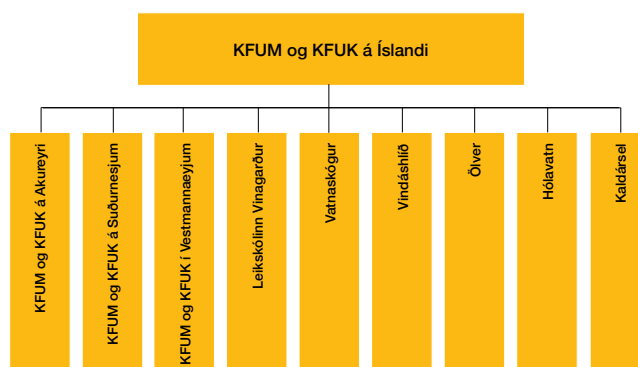 KFUM og KFUK á Íslandi
KFUM og KFUK á Akureyri
KFUM og KFUK á Suðurnesjum
KFUM og KFUK í Vestmannaeyjum
Leikskólinn Vinagarður
Vatnaskógur
Vindáshlíð
Ölver
Hólavatn
Kaldársel